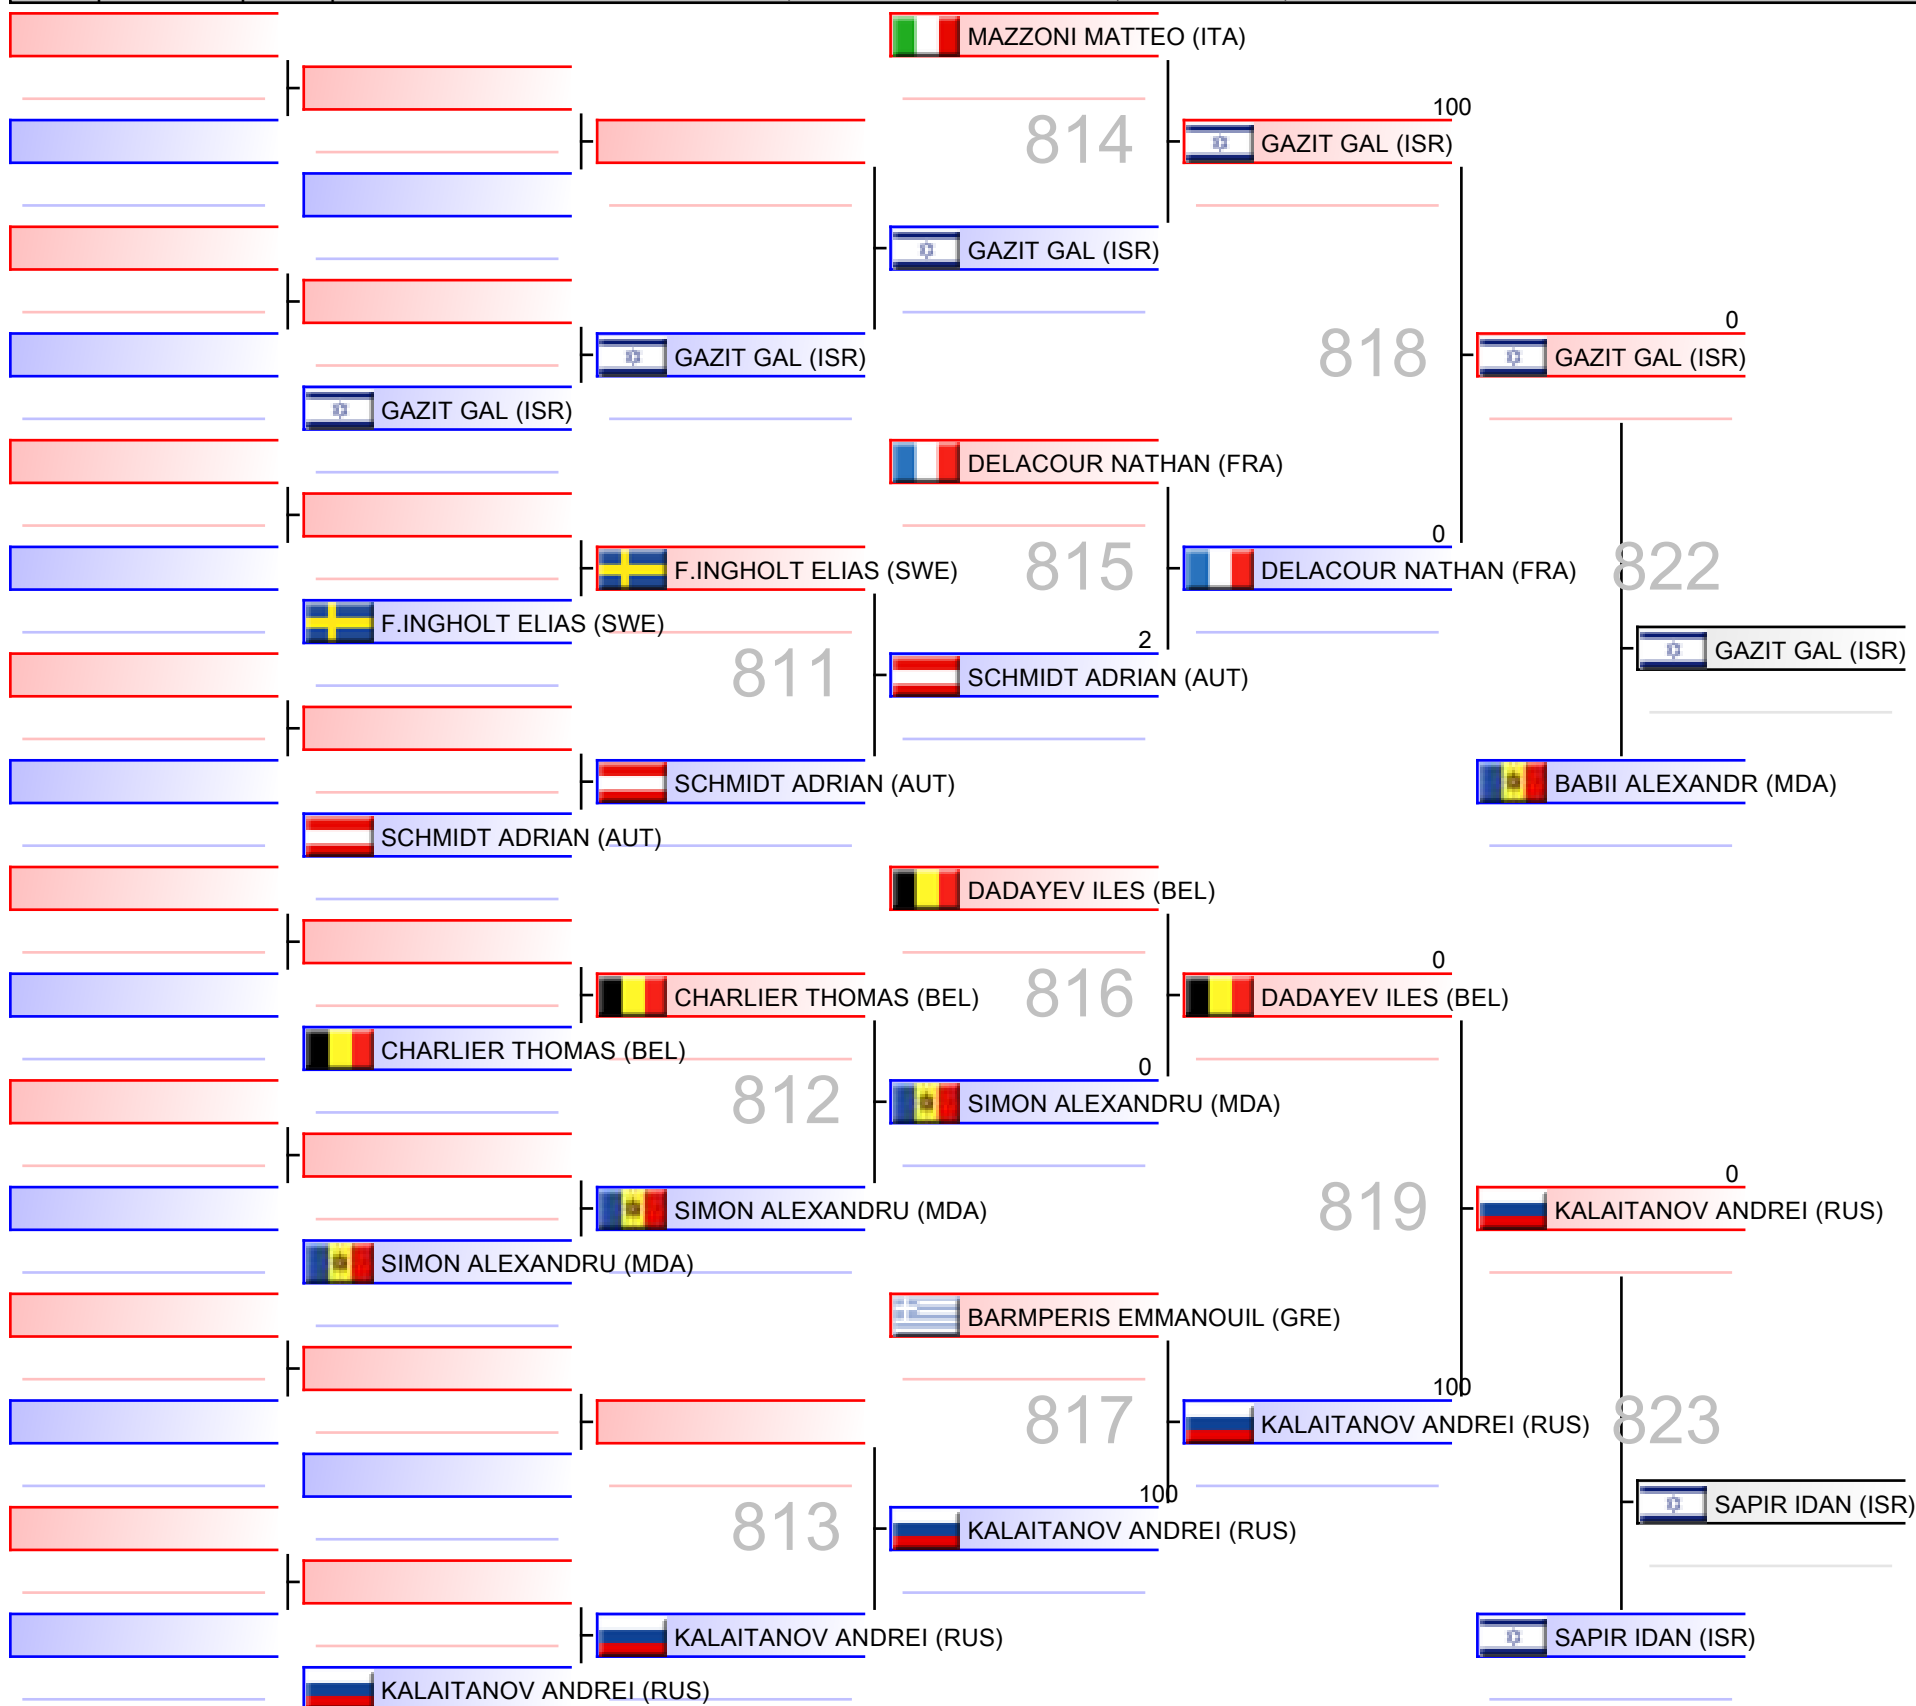 MAZZONI MATTEO (ITA)
100
814
GAZIT GAL (ISR)
GAZIT GAL (ISR)
0
818
GAZIT GAL (ISR)
GAZIT GAL (ISR)
GAZIT GAL (ISR)
DELACOUR NATHAN (FRA)
0
F.INGHOLT ELIAS (SWE)
815
DELACOUR NATHAN (FRA)
822
F.INGHOLT ELIAS (SWE)
2
811
SCHMIDT ADRIAN (AUT)
GAZIT GAL (ISR)
SCHMIDT ADRIAN (AUT)
BABII ALEXANDR (MDA)
SCHMIDT ADRIAN (AUT)
DADAYEV ILES (BEL)
0
CHARLIER THOMAS (BEL)
816
DADAYEV ILES (BEL)
CHARLIER THOMAS (BEL)
0
812
SIMON ALEXANDRU (MDA)
0
SIMON ALEXANDRU (MDA)
819
KALAITANOV ANDREI (RUS)
SIMON ALEXANDRU (MDA)
BARMPERIS EMMANOUIL (GRE)
100
817
KALAITANOV ANDREI (RUS)
823
100
813
KALAITANOV ANDREI (RUS)
SAPIR IDAN (ISR)
KALAITANOV ANDREI (RUS)
SAPIR IDAN (ISR)
KALAITANOV ANDREI (RUS)